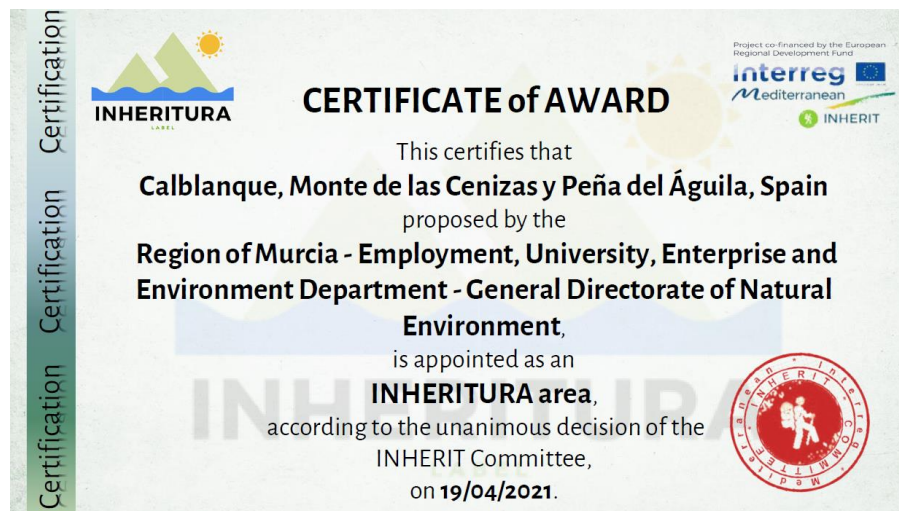 Certification
Certification
Certification
INHERITURA
LABEL
Project co-financed by the European
Regional Development Fund
Interreg
Mediterranean
INHERIT
CERTIFICATE of AWARD
This certifies that
Calblanque, Monte de las Cenizas y Peña del Águila, Spain
proposed by the
Region of Murcia - Employment, University, Enterprise and
Environment Department - General Directorate of Natural
Environment,
is appointed as an
INHERITURA area,
according to the unanimous decision of the
INHERIT Committee,
on 19/04/2021.
INHERITURA
LABEL
Interreg Mediterranean
INHERIT COMMITTEE